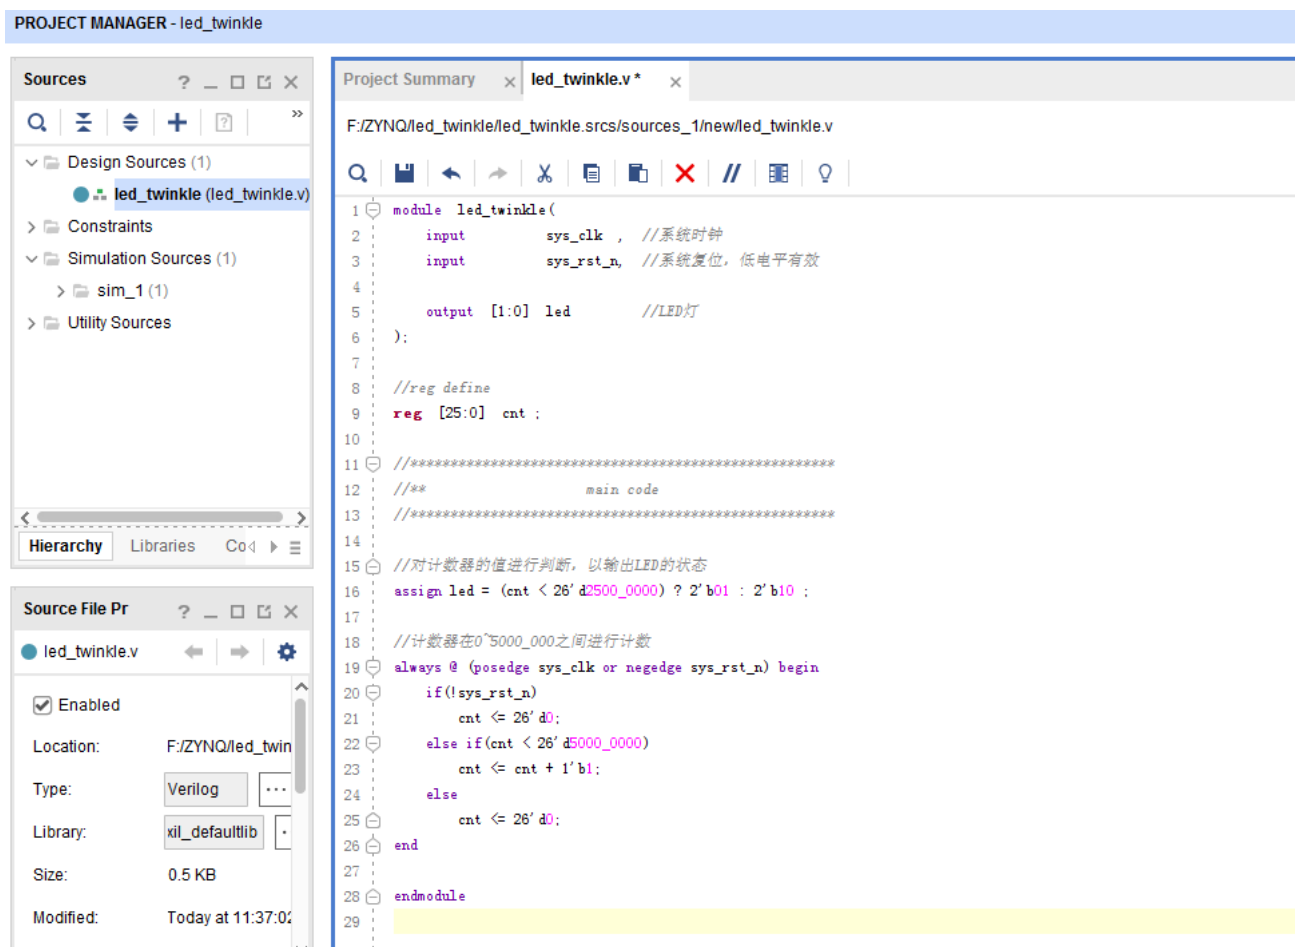 PROJECT MANAGER - led_twinkle
Sources
Design Sources (1)
led_twinkle (led_twinkle.v)
Constraints
Simulation Sources (1)
sim_1 (1)
Utility Sources
Hierarchy Libraries Co
Source File Pr
led_twinkle.v
Enabled
Location: F:/ZYNQ/led_twin
Type: Verilog ...
Library: xil_defaultlib
Size: 0.5 KB
Modified: Today at 11:37:02
Project Summary led_twinkle.v *
F:/ZYNQ/led_twinkle/led_twinkle.srcs/sources_1/new/led_twinkle.v
1 module led_twinkle(
2 input sys_clk , //系统时钟
3 input sys_rst_n, //系统复位，低电平有效
4
5 output [1:0] led //LED灯
6 );
7
8 //reg define
9 reg [25:0] cnt ;
10
11 //*****************************************************
12 //** main code
13 //*****************************************************
14
15 //对计数器的值进行判断，以输出LED的状态
16 assign led = (cnt < 26'd2500_0000) ? 2'b01 : 2'b10 ;
17
18 //计数器在0~5000_000之间进行计数
19 always @ (posedge sys_clk or negedge sys_rst_n) begin
20 if(!sys_rst_n)
21 cnt <= 26'd0;
22 else if(cnt < 26'd5000_0000)
23 cnt <= cnt + 1'b1;
24 else
25 cnt <= 26'd0;
26 end
27
28 endmodule
29